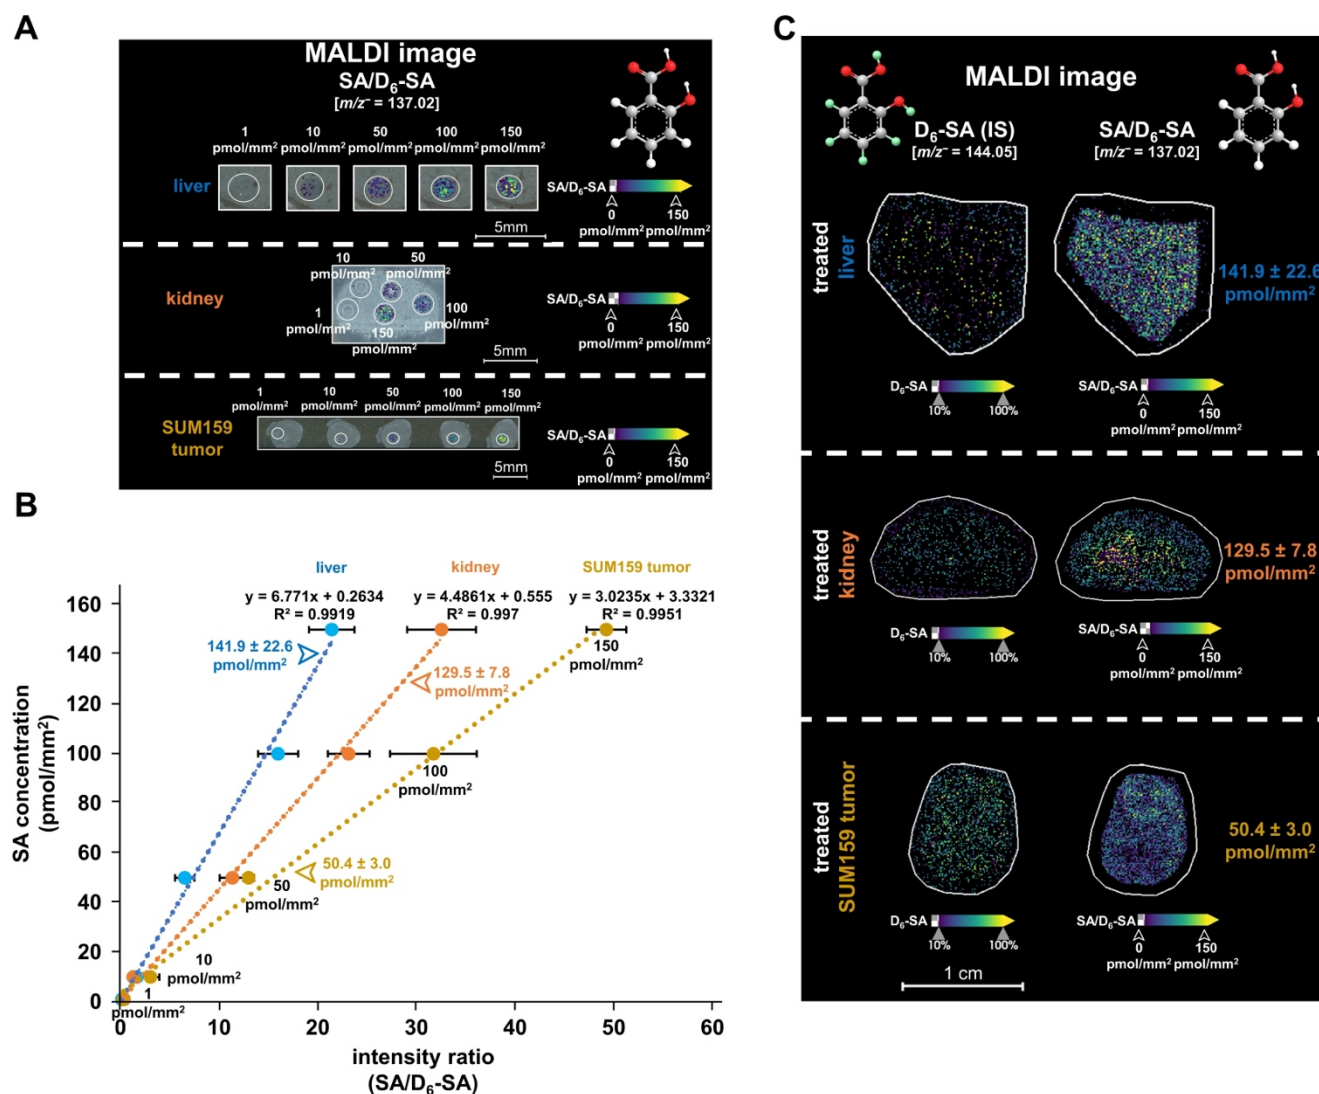 A
MALDI image
SA/D6-SA
[m/z− = 137.02]
1
pmol/mm2
10
pmol/mm2
50
pmol/mm2
100
pmol/mm2
150
pmol/mm2
liver
SA/D6-SA
0
pmol/mm2
150
pmol/mm2
5mm
kidney
10
pmol/mm2
50
pmol/mm2
1
pmol/mm2
150
pmol/mm2
100
pmol/mm2
SA/D6-SA
0
pmol/mm2
150
pmol/mm2
5mm
SUM159
tumor
1
pmol/mm2
10
pmol/mm2
50
pmol/mm2
100
pmol/mm2
150
pmol/mm2
SA/D6-SA
0
pmol/mm2
150
pmol/mm2
5mm
B
liver
y = 6.771x + 0.2634
R2 = 0.9919
kidney
y = 4.4861x + 0.555
R2 = 0.997
SUM159 tumor
y = 3.0235x + 3.3321
R2 = 0.9951
141.9 ± 22.6
pmol/mm2
129.5 ± 7.8
pmol/mm2
50.4 ± 3.0
pmol/mm2
150
pmol/mm2
100
pmol/mm2
50
pmol/mm2
10
pmol/mm2
1
pmol/mm2
SA concentration
(pmol/mm2)
160
140
120
100
80
60
40
20
0
0
10
20
30
40
50
60
intensity ratio
(SA/D6-SA)
C
MALDI image
D6-SA (IS)
[m/z− = 144.05]
SA/D6-SA
[m/z− = 137.02]
treated
liver
141.9 ± 22.6
pmol/mm2
D6-SA
10%
100%
SA/D6-SA
0
pmol/mm2
150
pmol/mm2
treated
kidney
129.5 ± 7.8
pmol/mm2
D6-SA
10%
100%
SA/D6-SA
0
pmol/mm2
150
pmol/mm2
treated
SUM159 tumor
50.4 ± 3.0
pmol/mm2
D6-SA
10%
100%
SA/D6-SA
0
pmol/mm2
150
pmol/mm2
1 cm